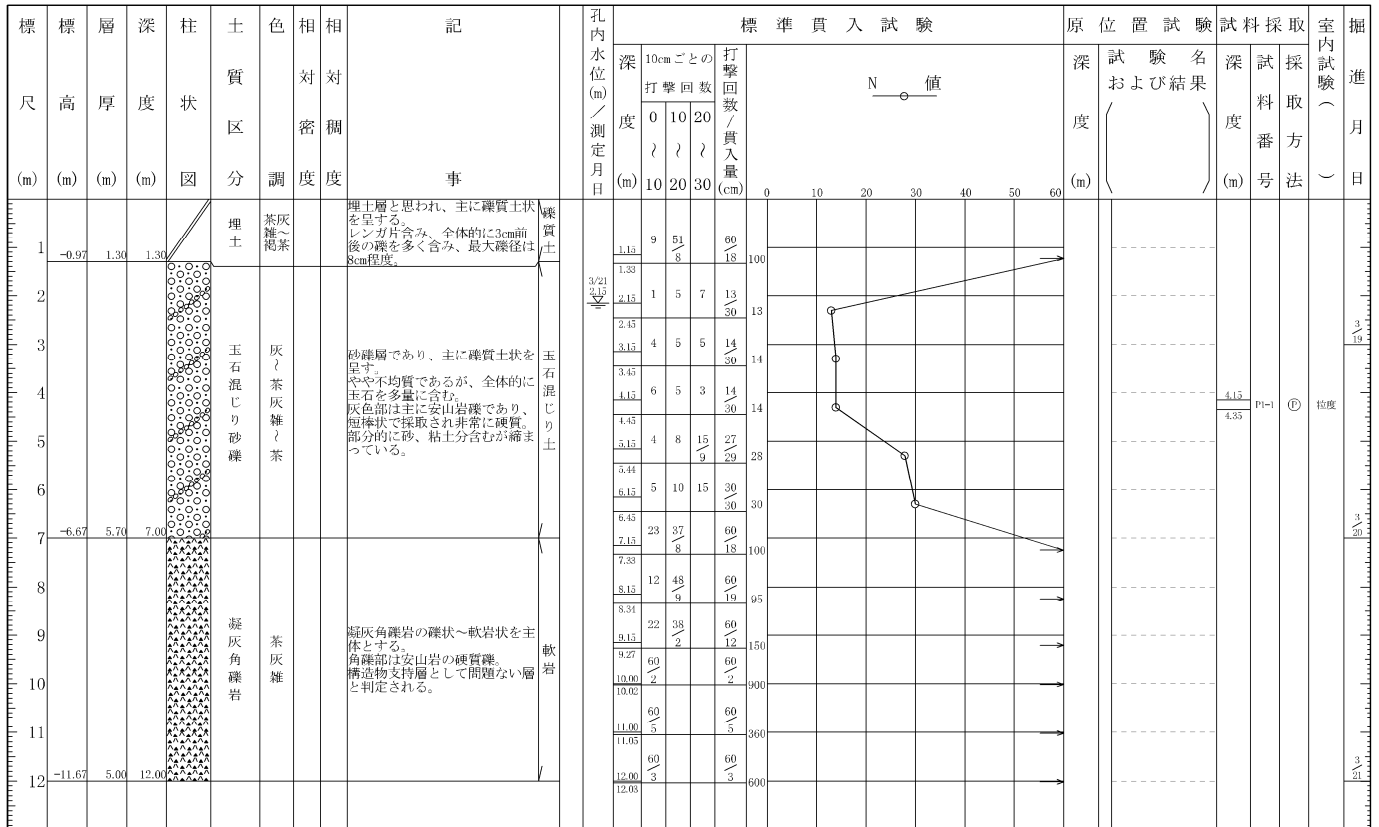 標尺(m)
標高(m)
層厚(m)
深度(m)
柱状図
土質区分
色調
相対密度
相対稠度
記事
孔内水位(m)／測定月日
標準貫入試験
深度(m)
10cmごとの
打撃回数
0〜10
10〜20
20〜30
打撃回数/貫入量(cm)
N 値
0 10 20 30 40 50 60
原位置試験
深度(m)
試験名
および結果
試料採取
深度(m)
試料番号
採取方法
室内試験（ ）
掘進月日
1
2
3
4
5
6
7
8
9
10
11
12
-0.97 1.30 1.30
-6.67 5.70 7.00
-11.67 5.00 12.00
埋土
茶灰
雑〜
褐茶
埋土層と思われ、主に礫質土状
を呈する。
レンガ片含み、全体的に3cm前
後の礫を多く含み、最大礫径は
8cm程度。
礫質土
玉石混じり砂礫
灰〜茶灰雑〜茶
砂礫層であり、主に礫質土状を
呈す。
やや不均質であるが、全体的に
玉石を多量に含む。
灰色部は主に安山岩礫であり、
短棒状で採取され非常に硬質。
部分的に砂、粘土分含むが締ま
っている。
玉石混じり土
凝灰角礫岩
茶灰雑
凝灰角礫岩の礫状〜軟岩状を主
体とする。
角礫部は安山岩の硬質礫。
構造物支持層として問題ない層
と判定される。
軟岩
3/21
2.15
1.15 9 51/8 60/18 100
1.33
2.15 1 5 7 13/30 13
2.45
3.15 4 5 5 14/30 14
3.45
4.15 6 5 3 14/30 14
4.45
5.15 4 8 15/9 27/29 28
5.44
6.15 5 10 15 30/30 30
6.45
7.15 23 37/8 60/18 100
7.33
8.15 12 48/9 60/19 95
8.34
9.15 22 38/2 60/12 150
9.27
10.00 60/2 60/2 900
10.02
11.00 60/5 60/5 360
11.05
12.00 60/3 60/3 600
12.03
4.15
4.35
P1-1
Ⓟ
粒度
3/19
3/20
3/21